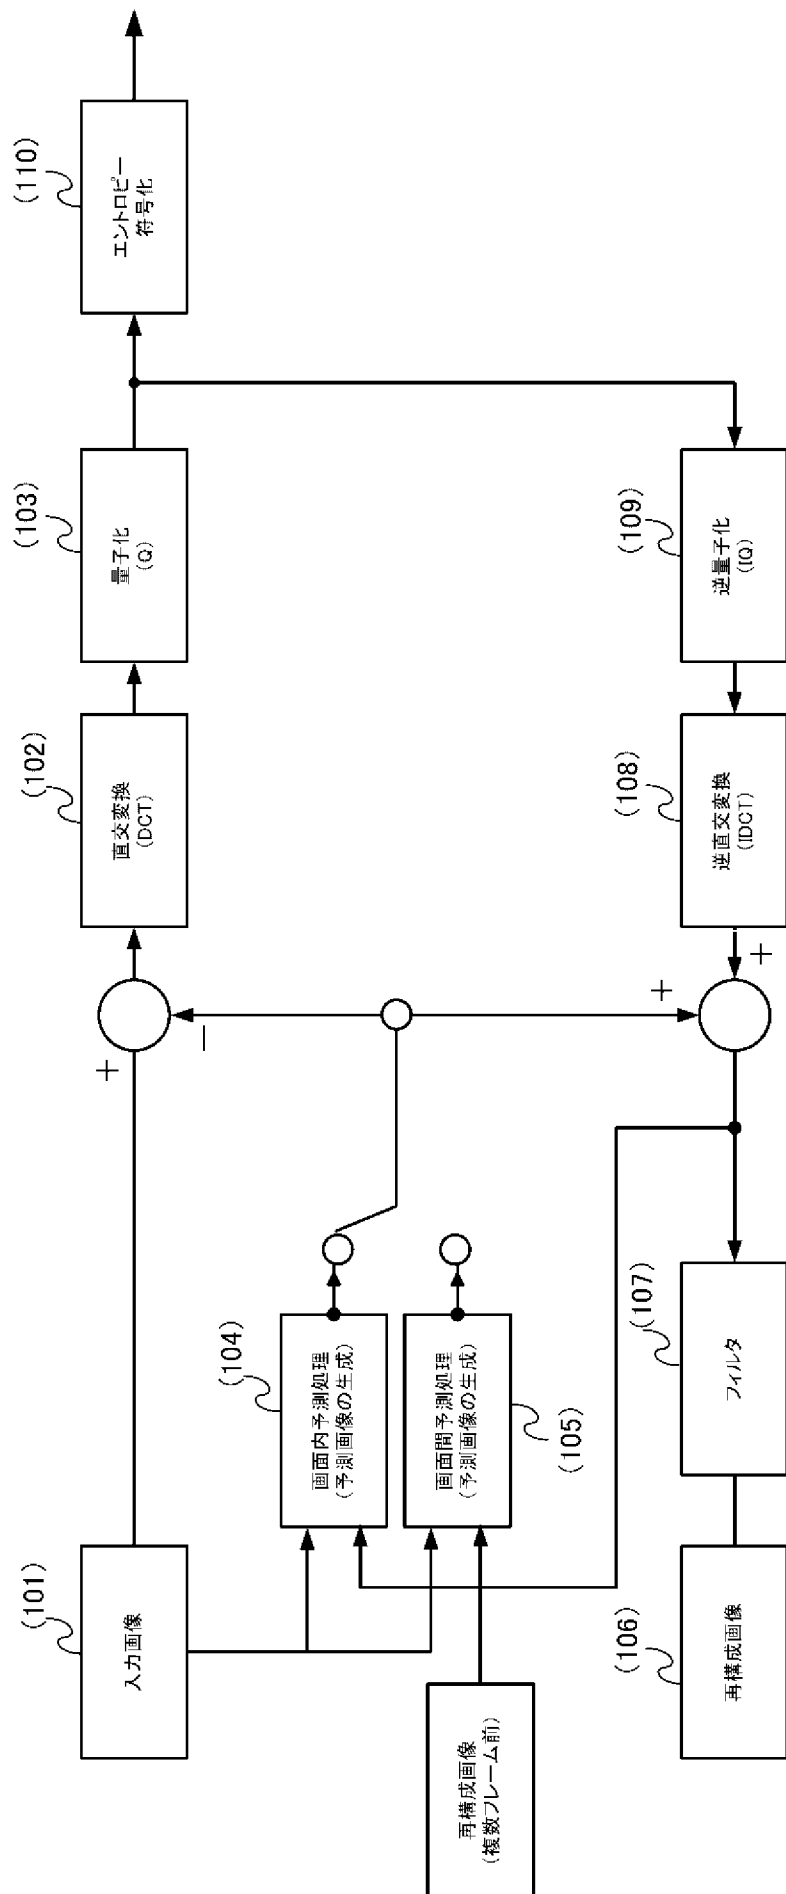 (101)
入力画像
+
−
(102)
直交変換
(DCT)
(103)
量子化
(Q)
(110)
エントロピー
符号化
(104)
画面内予測処理
(予測画像の生成)
画面間予測処理
(予測画像の生成)
(105)
再構成画像
(複数フレーム前)
(106)
再構成画像
(107)
フィルタ
+
+
(108)
逆直交変換
(IDCT)
(109)
逆量子化
(IQ)